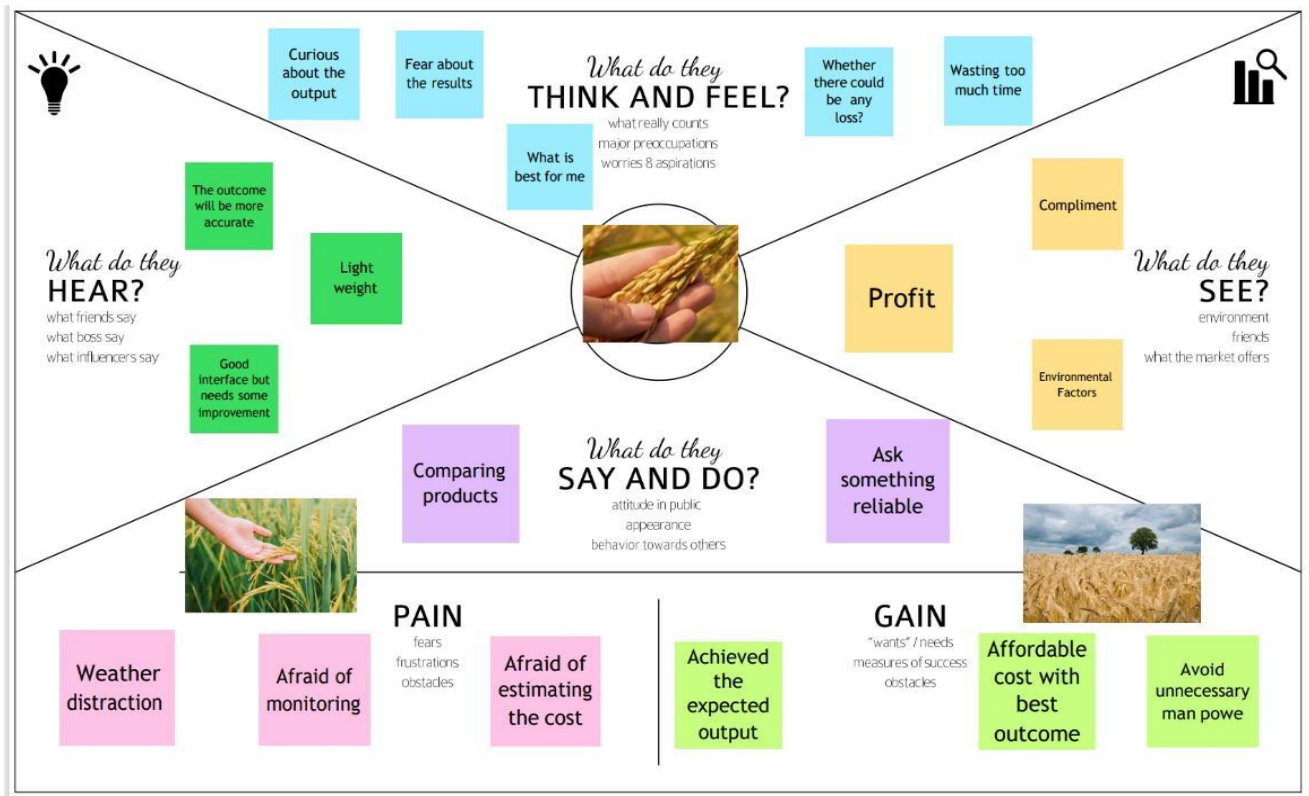 Curious
about the
output
Fear about
the results
What do they
THINK AND FEEL?
what really counts
major preoccupations
worries 8 aspirations
What is
best for me
Whether
there could
be any
loss?
Wasting too
much time
The outcome
will be more
accurate
Light
weight
Good
interface but
needs some
improvement
What do they
HEAR?
what friends say
what boss say
what influencers say
Compliment
Profit
Environmental
Factors
What do they
SEE?
environment
friends
what the market offers
Comparing
products
What do they
SAY AND DO?
attitude in public
appearance
behavior towards others
Ask
something
reliable
PAIN
fears
frustrations
obstacles
Weather
distraction
Afraid of
monitoring
Afraid of
estimating
the cost
GAIN
"wants" / needs
measures of success
obstacles
Achieved
the
expected
output
Affordable
cost with
best
outcome
Avoid
unnecessary
man powe